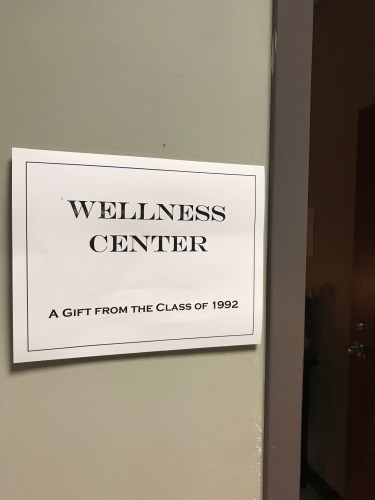 WELLNESS
CENTER
A GIFT FROM THE CLASS OF 1992